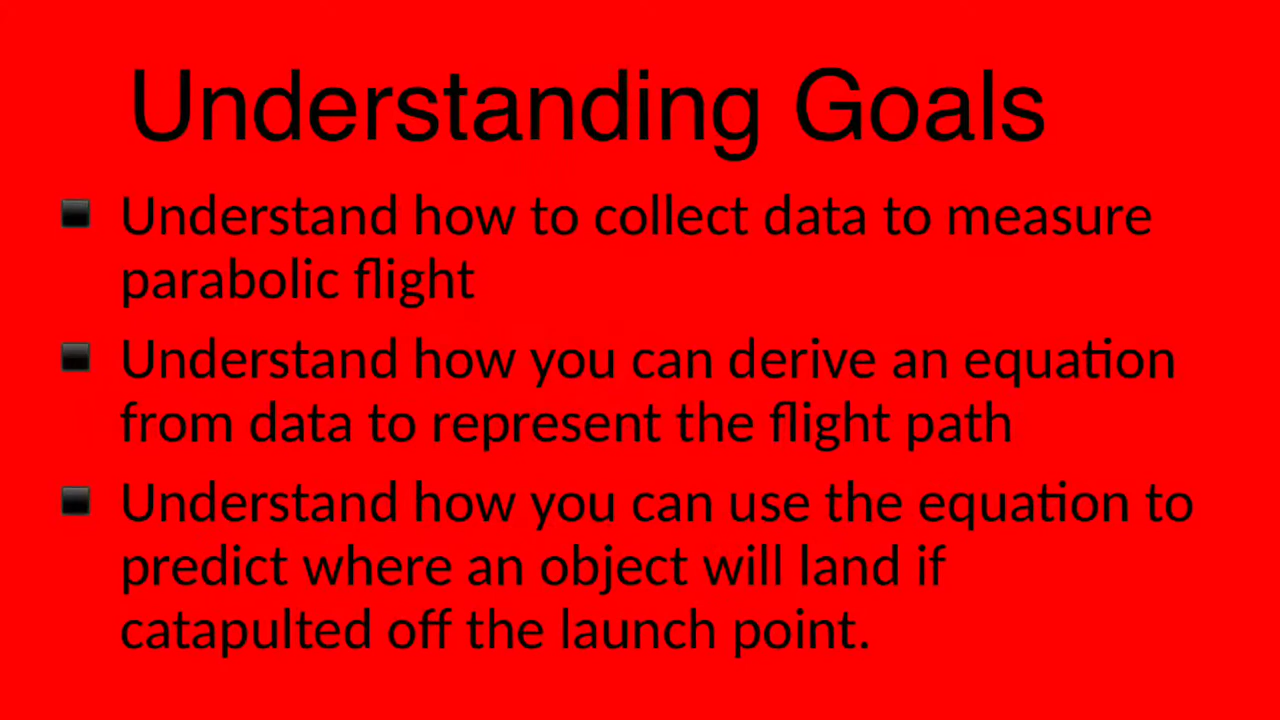 Understanding Goals
Understand how to collect data to measure
parabolic flight
Understand how you can derive an equation
from data to represent the flight path
Understand how you can use the equation to
predict where an object will land if
catapulted off the launch point.